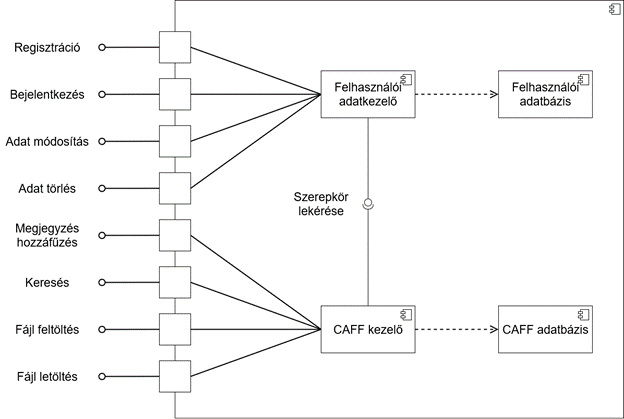 Regisztráció
Bejelentkezés
Adat módosítás
Adat törlés
Megjegyzés
hozzáfűzés
Keresés
Fájl feltöltés
Fájl letöltés
Felhasználói
adatkezelő
Felhasználói
adatbázis
Szerepkör
lekérése
CAFF kezelő
CAFF adatbázis